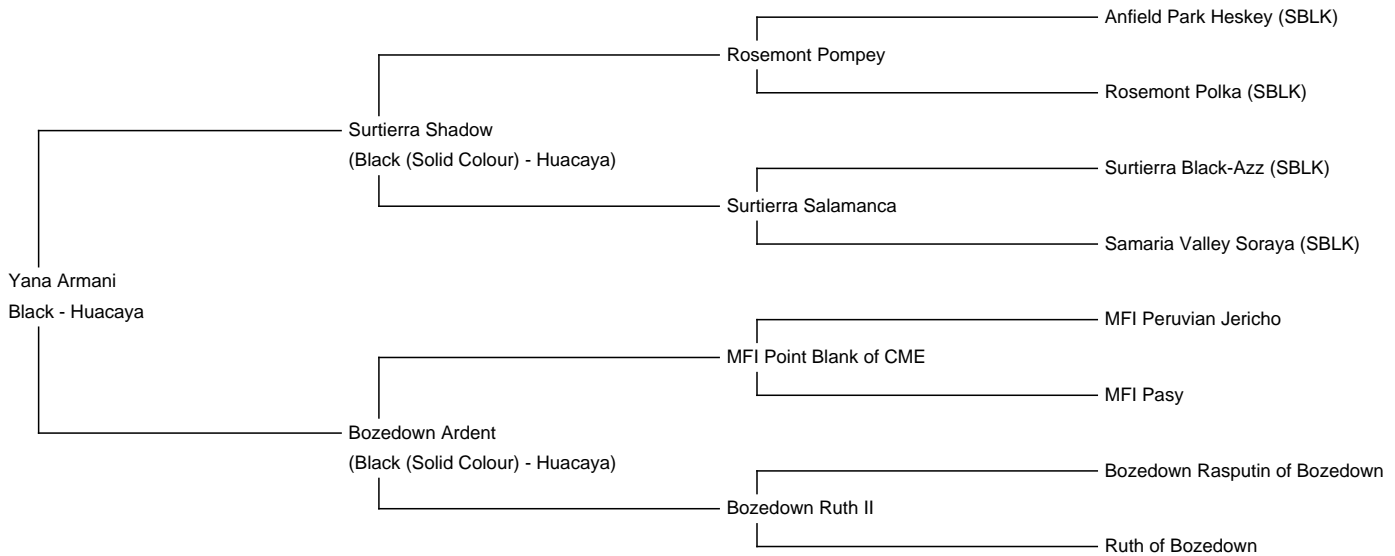 Anfield Park Heskey (SBLK)
Rosemont Pompey
Rosemont Polka (SBLK)
Surtierra Shadow
(Black (Solid Colour) - Huacaya)
Surtierra Black-Azz (SBLK)
Surtierra Salamanca
Samaria Valley Soraya (SBLK)
Yana Armani
Black - Huacaya
MFI Peruvian Jericho
MFI Point Blank of CME
MFI Pasy
Bozedown Ardent
(Black (Solid Colour) - Huacaya)
Bozedown Rasputin of Bozedown
Bozedown Ruth II
Ruth of Bozedown